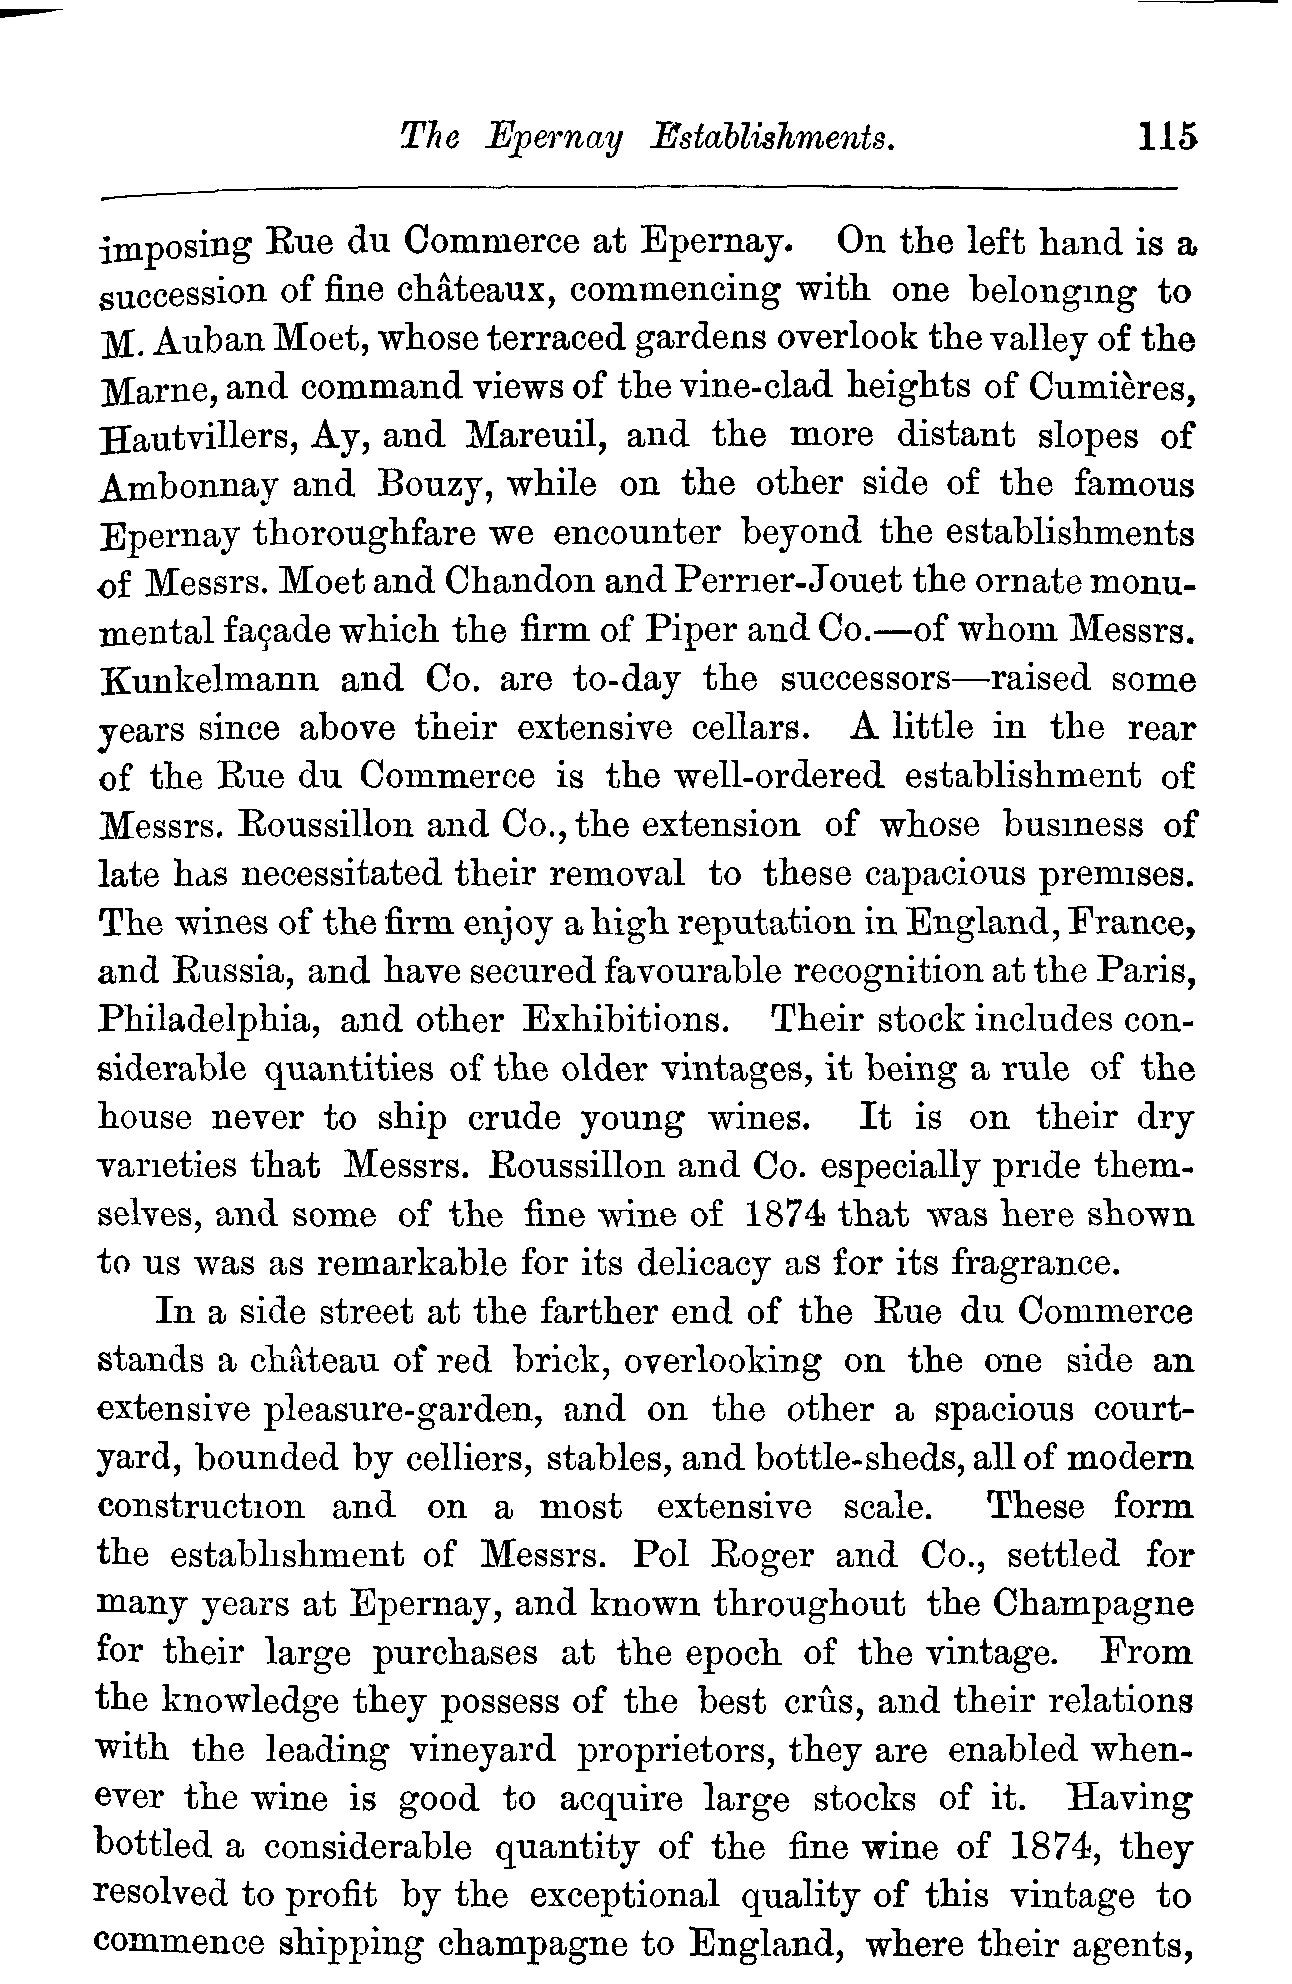 The Epernay Establishments. 115
imposing Rue du Commerce at Epernay. On the left hand is a
succession of fine châteaux, commencing with one belonging to
M. Auban Moet, whose terraced gardens overlook the valley of the
Marne, and command views of the vine-clad heights of Cumières,
Hautvillers, Ay, and Mareuil, and the more distant slopes of
Ambonnay and Bouzy, while on the other side of the famous
Epernay thoroughfare we encounter beyond the establishments
of Messrs. Moet and Chandon and Perrier-Jouet the ornate monu-
mental façade which the firm of Piper and Co.—of whom Messrs.
Kunkelmann and Co. are to-day the successors—raised some
years since above their extensive cellars. A little in the rear
of the Rue du Commerce is the well-ordered establishment of
Messrs. Roussillon and Co., the extension of whose business of
late has necessitated their removal to these capacious premises.
The wines of the firm enjoy a high reputation in England, France,
and Russia, and have secured favourable recognition at the Paris,
Philadelphia, and other Exhibitions. Their stock includes con-
siderable quantities of the older vintages, it being a rule of the
house never to ship crude young wines. It is on their dry
varieties that Messrs. Roussillon and Co. especially pride them-
selves, and some of the fine wine of 1874 that was here shown
to us was as remarkable for its delicacy as for its fragrance.
In a side street at the farther end of the Rue du Commerce
stands a château of red brick, overlooking on the one side an
extensive pleasure-garden, and on the other a spacious court-
yard, bounded by celliers, stables, and bottle-sheds, all of modern
construction and on a most extensive scale. These form
the establishment of Messrs. Pol Roger and Co., settled for
many years at Epernay, and known throughout the Champagne
for their large purchases at the epoch of the vintage. From
the knowledge they possess of the best crûs, and their relations
with the leading vineyard proprietors, they are enabled when-
ever the wine is good to acquire large stocks of it. Having
bottled a considerable quantity of the fine wine of 1874, they
resolved to profit by the exceptional quality of this vintage to
commence shipping champagne to England, where their agents,